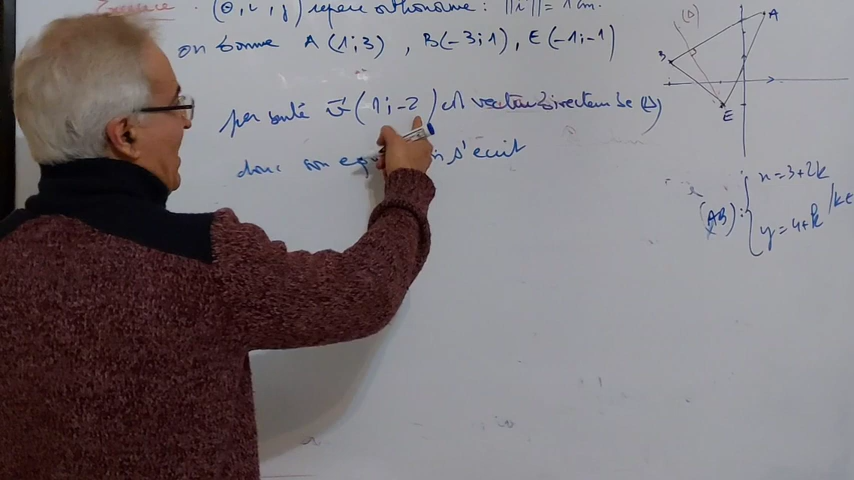 Exercice : (O, i, j) repère orthonormé : ||i|| = 1 cm.
on donne A(1;3) , B(-3;1) , E(-1;-1)
par suite v(1;-2) est vecteur directeur de (Δ)
donc son s'écrit
(Δ)
A
B
E
(AB) : { x = 3+2k
y = 4+k /k∈